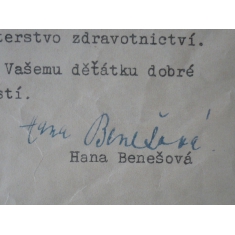 terstvo zdravotnictví.
Vašemu děťátku dobré
stí.
Hana Benešová
Hana Benešová